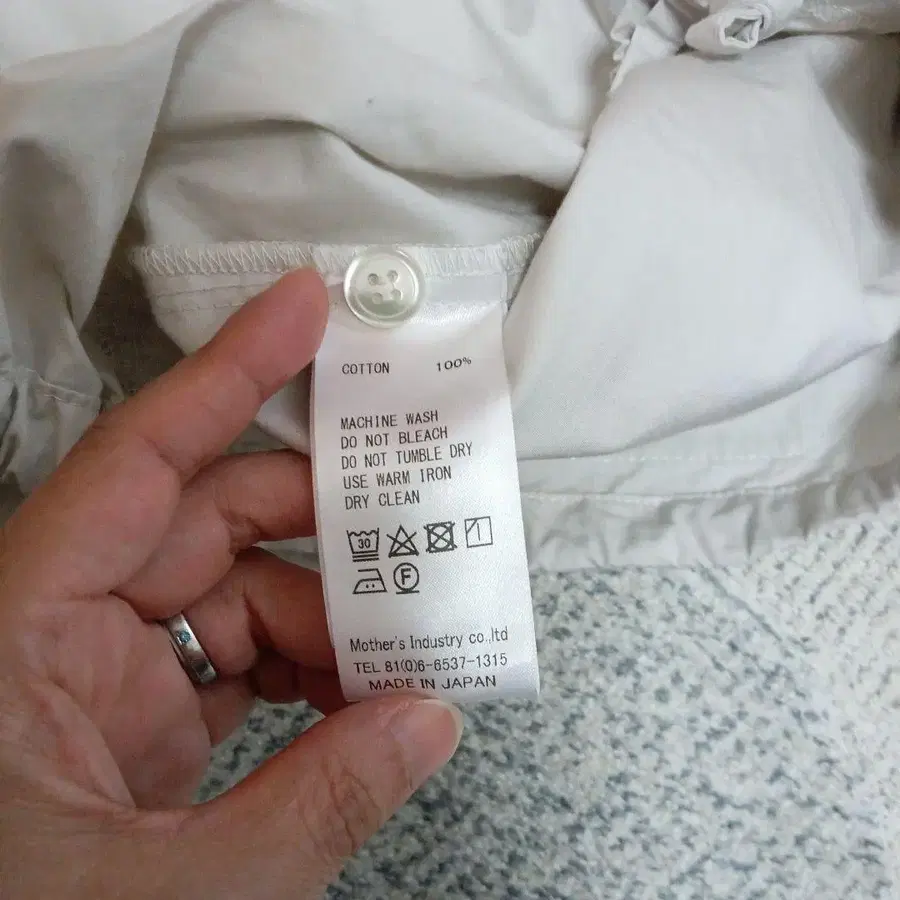 COTTON 100%
MACHINE WASH
DO NOT BLEACH
DO NOT TUMBLE DRY
USE WARM IRON
DRY CLEAN
30
F
Mother's Industry co.,ltd
TEL 81(0)6-6537-1315
MADE IN JAPAN